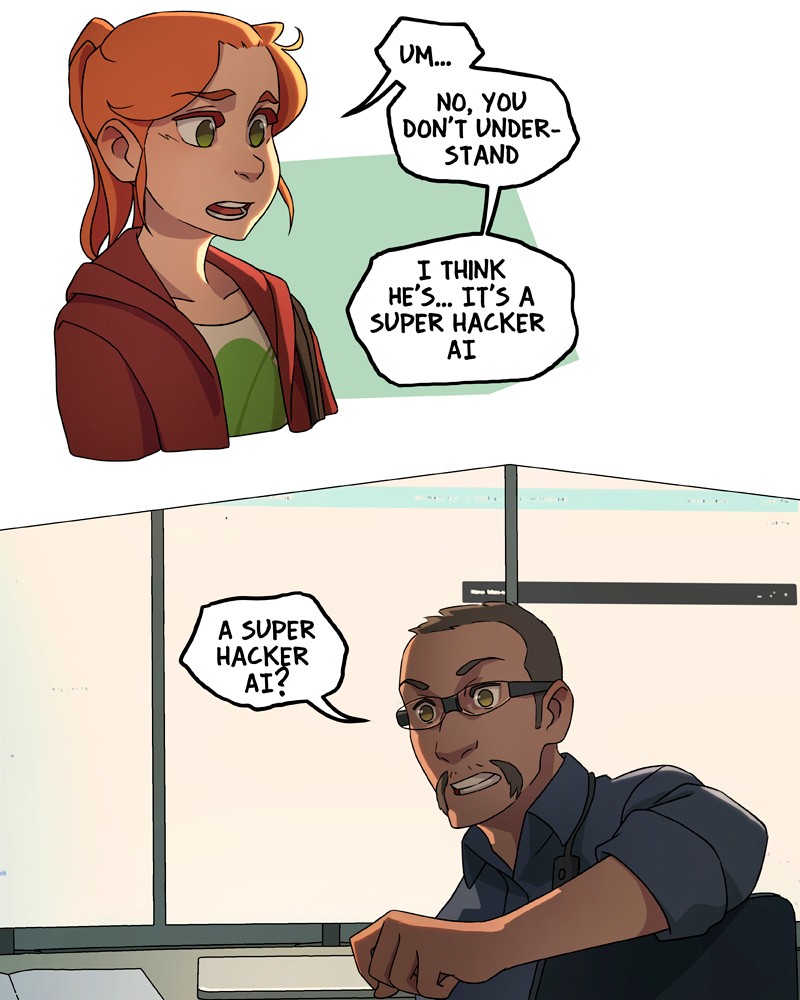 UM...
NO, YOU
DON'T UNDER-
STAND
I THINK
HE'S... IT'S A
SUPER HACKER
AI
A SUPER
HACKER
AI?